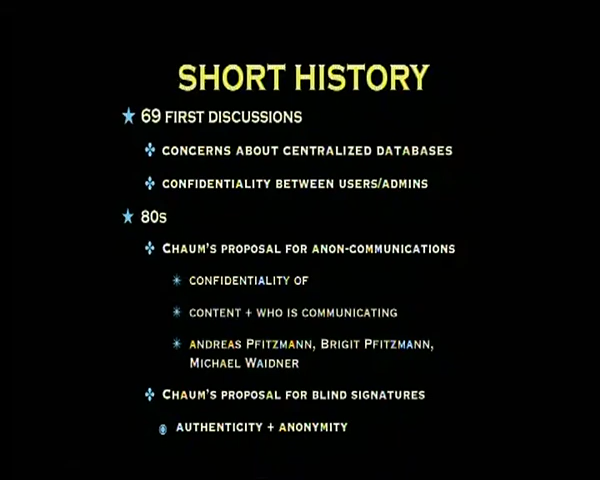 SHORT HISTORY
69 FIRST DISCUSSIONS
CONCERNS ABOUT CENTRALIZED DATABASES
CONFIDENTIALITY BETWEEN USERS/ADMINS
80s
CHAUM'S PROPOSAL FOR ANON-COMMUNICATIONS
CONFIDENTIALITY OF
CONTENT + WHO IS COMMUNICATING
ANDREAS PFITZMANN, BRIGIT PFITZMANN,
MICHAEL WAIDNER
CHAUM'S PROPOSAL FOR BLIND SIGNATURES
AUTHENTICITY + ANONYMITY